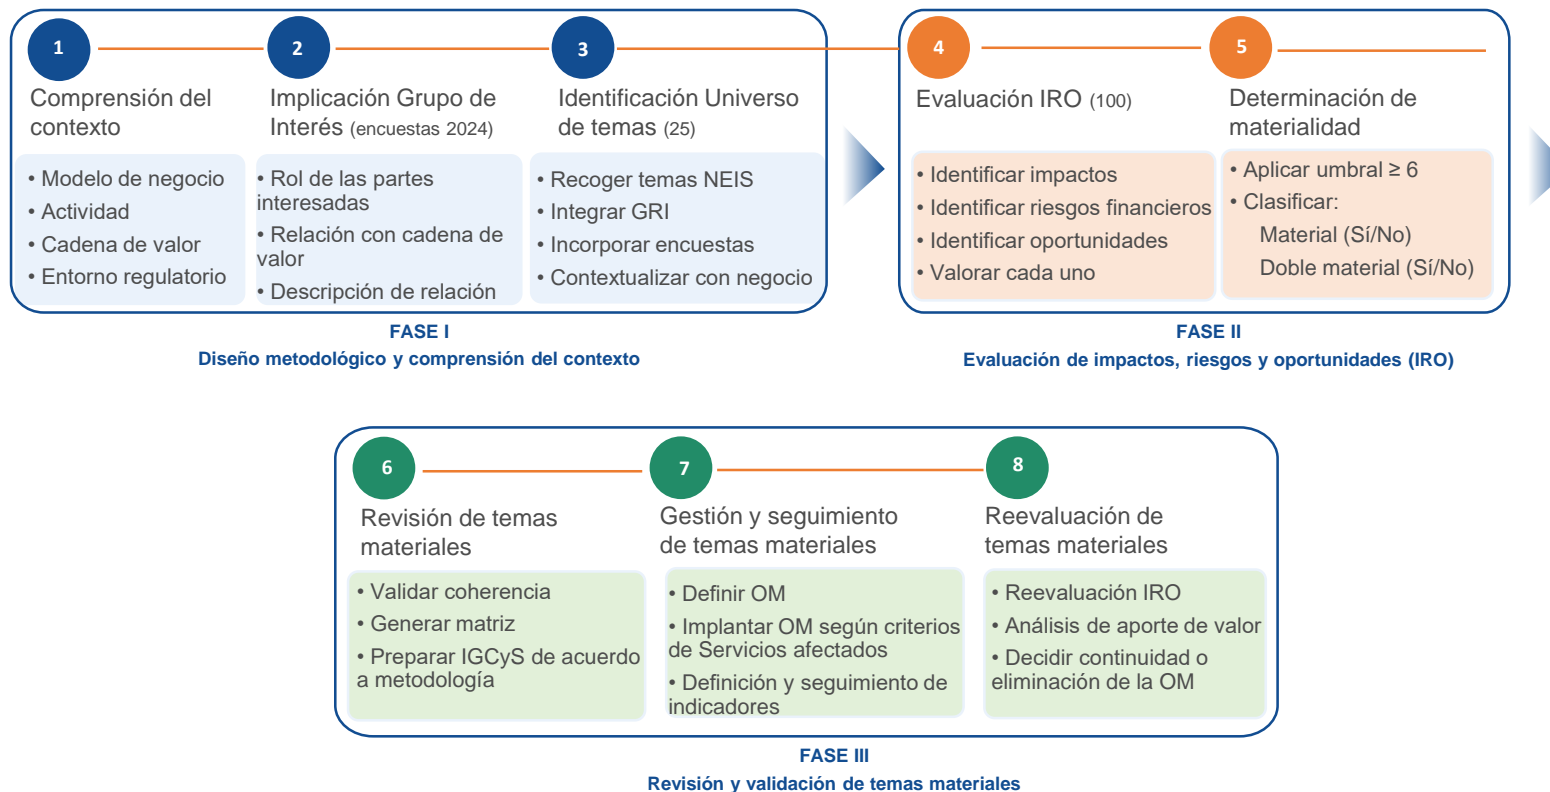 1
Comprensión del
contexto
• Modelo de negocio
• Actividad
• Cadena de valor
• Entorno regulatorio
2
Implicación Grupo de
Interés (encuestas 2024)
• Rol de las partes
interesadas
• Relación con cadena de
valor
• Descripción de relación
3
Identificación Universo
de temas (25)
• Recoger temas NEIS
• Integrar GRI
• Incorporar encuestas
• Contextualizar con negocio
FASE I
Diseño metodológico y comprensión del contexto
4
Evaluación IRO (100)
• Identificar impactos
• Identificar riesgos financieros
• Identificar oportunidades
• Valorar cada uno
5
Determinación de
materialidad
• Aplicar umbral ≥ 6
• Clasificar:
Material (Sí/No)
Doble material (Sí/No)
FASE II
Evaluación de impactos, riesgos y oportunidades (IRO)
6
Revisión de temas
materiales
• Validar coherencia
• Generar matriz
• Preparar IGCyS de acuerdo
a metodología
7
Gestión y seguimiento
de temas materiales
• Definir OM
• Implantar OM según criterios
de Servicios afectados
• Definición y seguimiento de
indicadores
8
Reevaluación de
temas materiales
• Reevaluación IRO
• Análisis de aporte de valor
• Decidir continuidad o
eliminación de la OM
FASE III
Revisión y validación de temas materiales